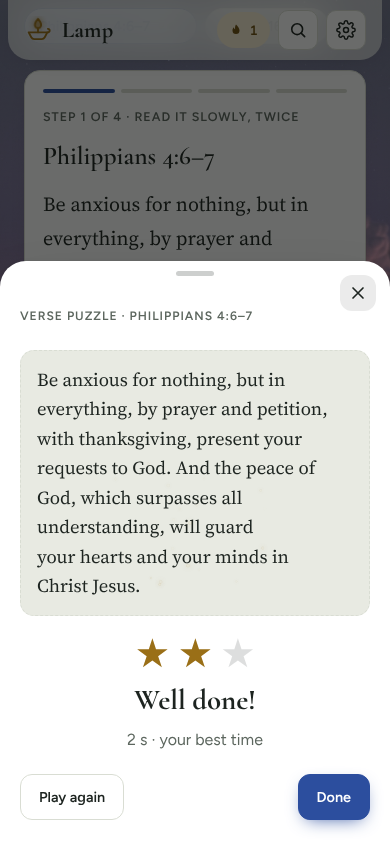 Lamp
1
STEP 1 OF 4 · READ IT SLOWLY, TWICE
Philippians 4:6–7
Be anxious for nothing, but in
everything, by prayer and
VERSE PUZZLE · PHILIPPIANS 4:6–7
Be anxious for nothing, but in
everything, by prayer and petition,
with thanksgiving, present your
requests to God. And the peace of
God, which surpasses all
understanding, will guard
your hearts and your minds in
Christ Jesus.
Well done!
2 s · your best time
Play again
Done